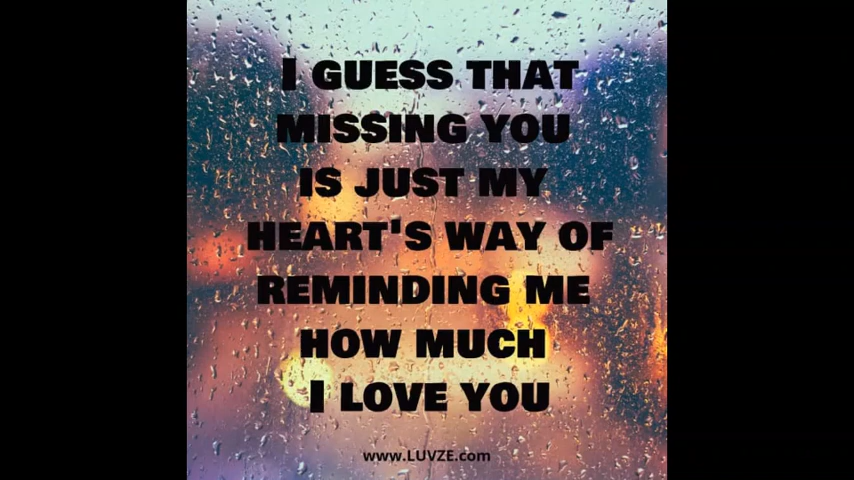 I GUESS THAT
MISSING YOU
IS JUST MY
HEART'S WAY OF
REMINDING ME
HOW MUCH
I LOVE YOU
www.LUVZE.com